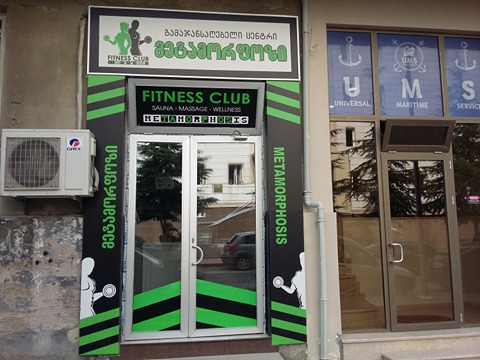 გამაჯანსაღებელი ცენტრი
მეტამორფოზი
FITNESS CLUB
FITNESS CLUB
SAUNA - MASSAGE - WELLNESS
METAMORPHOSIS
მეტამორფოზი
METAMORPHOSIS
GREE
UMS
U M S
UNIVERSAL MARITIME SERVICE